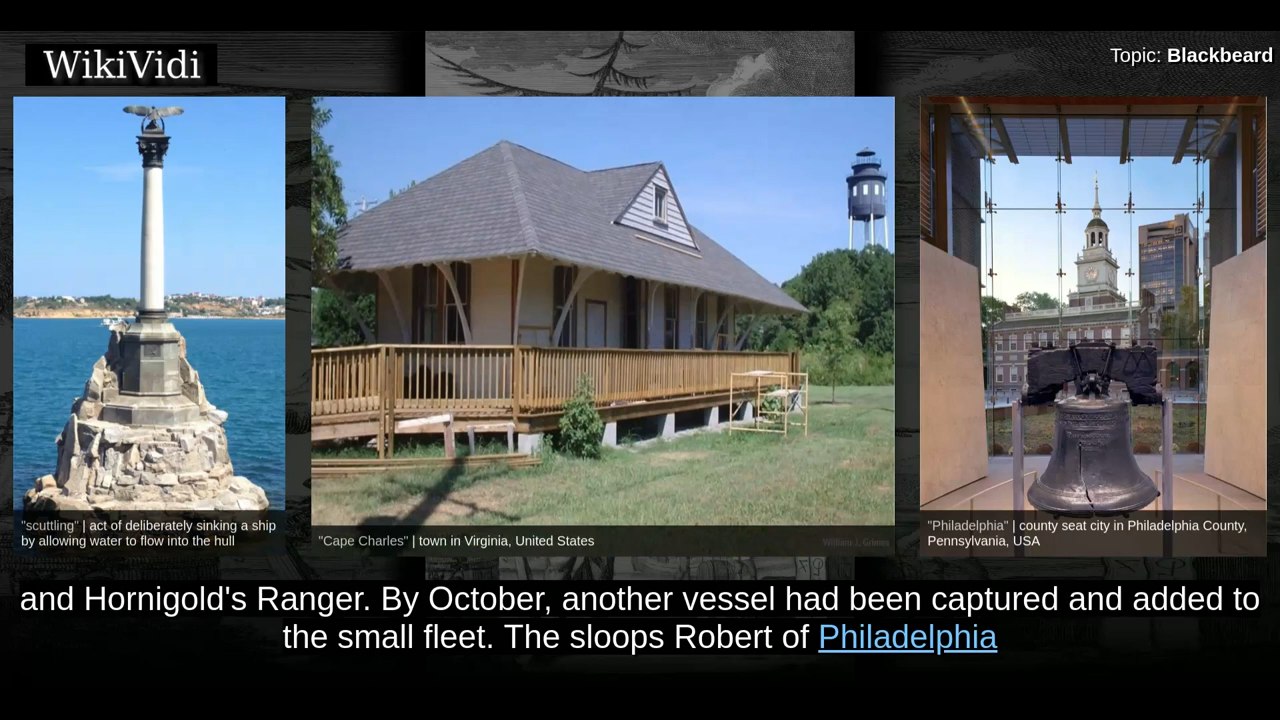 WikiVidi
Topic: Blackbeard
"scuttling" | act of deliberately sinking a ship
by allowing water to flow into the hull
"Cape Charles" | town in Virginia, United States
William J. Grimes
"Philadelphia" | county seat city in Philadelphia County,
Pennsylvania, USA
and Hornigold's Ranger. By October, another vessel had been captured and added to
the small fleet. The sloops Robert of Philadelphia